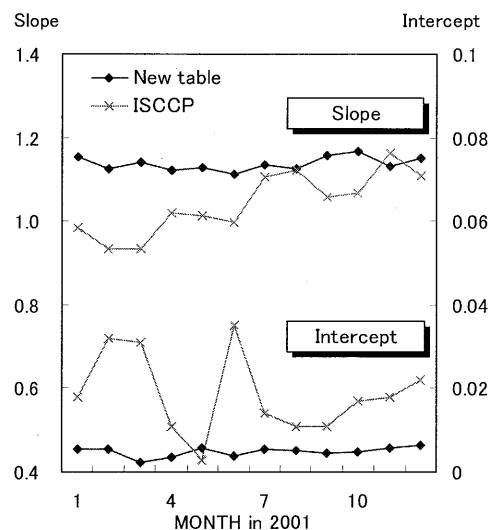 Slope Intercept
1.4 0.1
New table
ISCCP
Slope
1.2 0.08
1.0 0.06
0.8 0.04
Intercept
0.6 0.02
0.4 0
1 4 7 10
MONTH in 2001